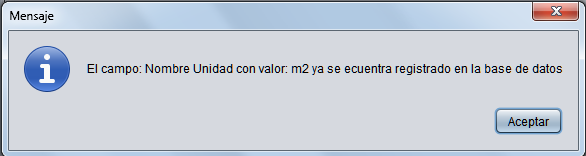 Mensaje
El campo: Nombre Unidad con valor: m2 ya se ecuentra registrado en la base de datos
Aceptar